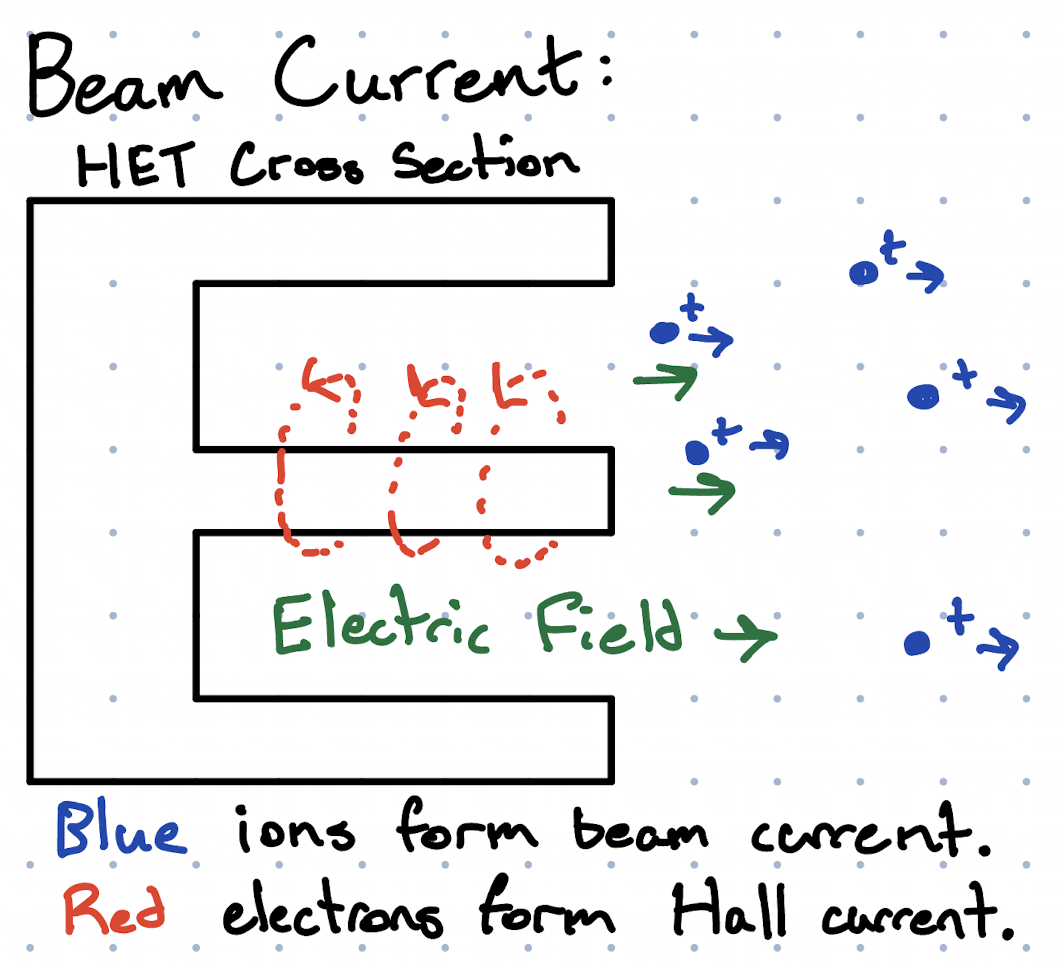 Beam Current:
HET Cross Section
+
+
+
+
Electric Field →
+
Blue ions form beam current.
Red electrons form Hall current.